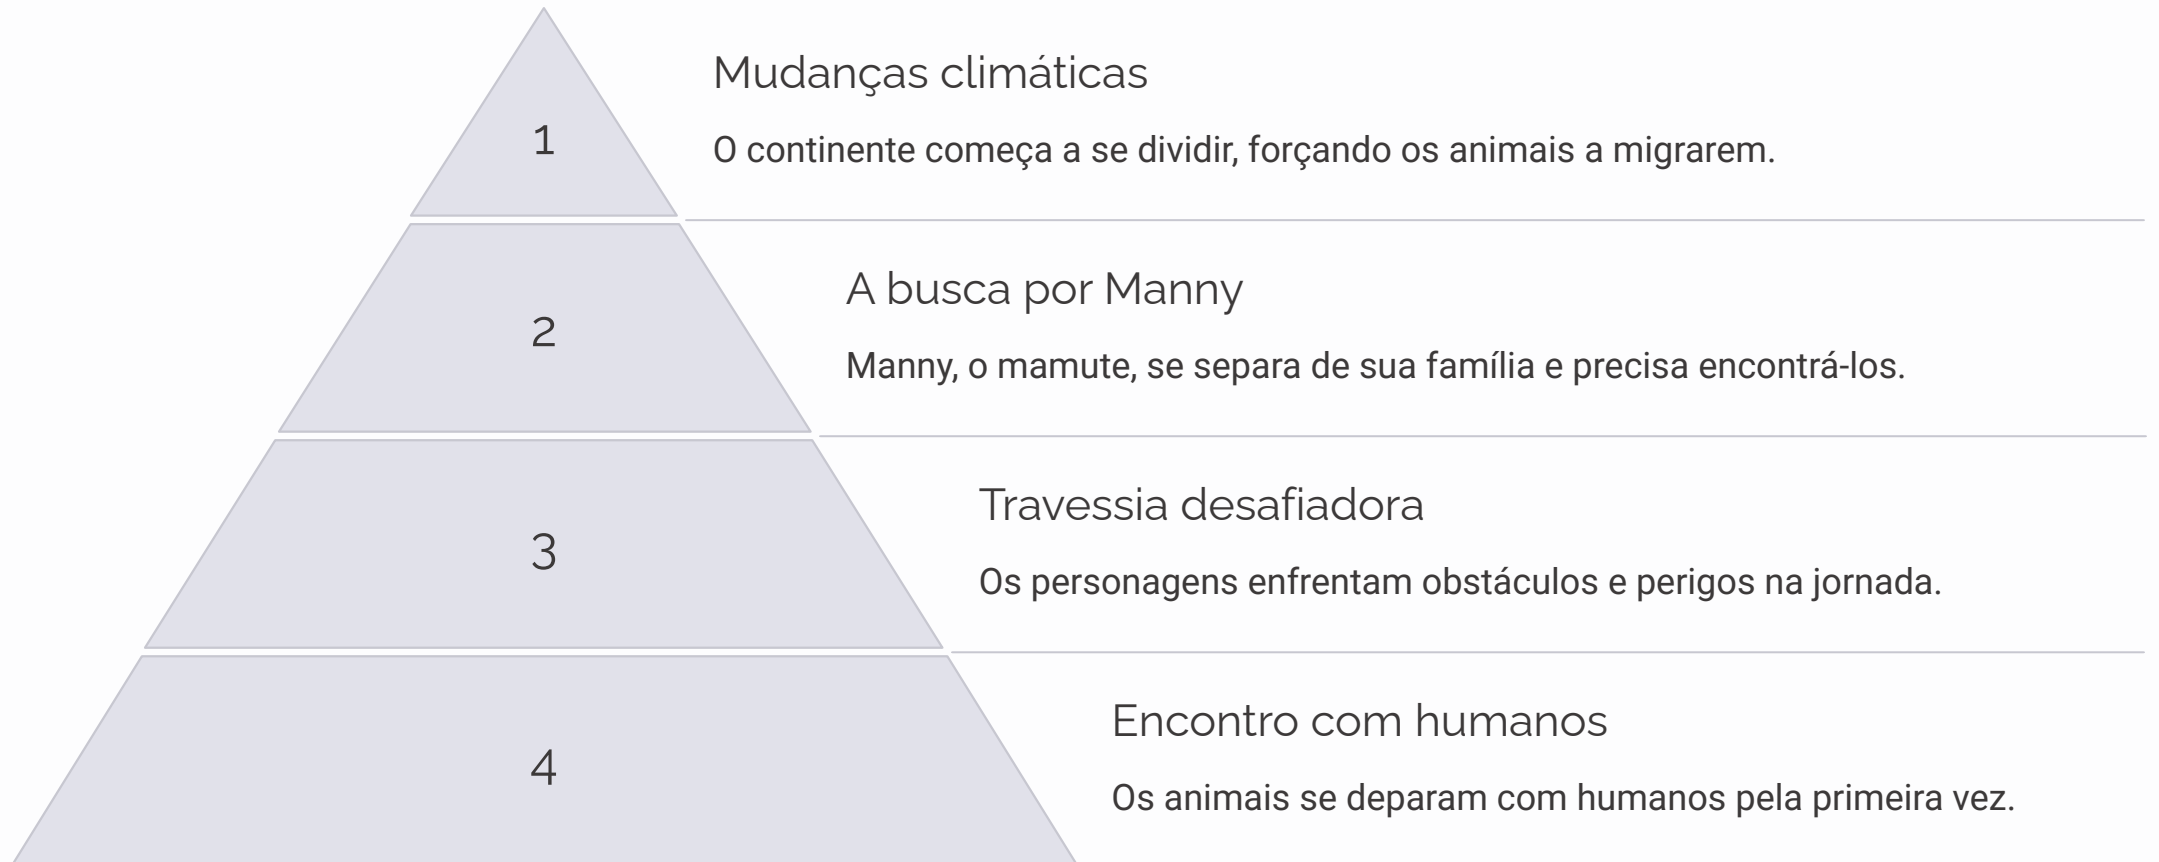 1
Mudanças climáticas
O continente começa a se dividir, forçando os animais a migrarem.
2
A busca por Manny
Manny, o mamute, se separa de sua família e precisa encontrá-los.
3
Travessia desafiadora
Os personagens enfrentam obstáculos e perigos na jornada.
4
Encontro com humanos
Os animais se deparam com humanos pela primeira vez.